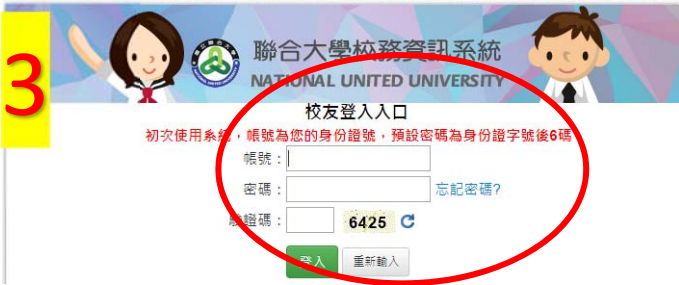 3
聯合大學校務資訊系統
NATIONAL UNITED UNIVERSITY
校友登入入口
初次使用系統，帳號為您的身份證號，預設密碼為身份證字號後6碼
帳號：
密碼： 忘記密碼?
驗證碼： 6425
登入 重新輸入